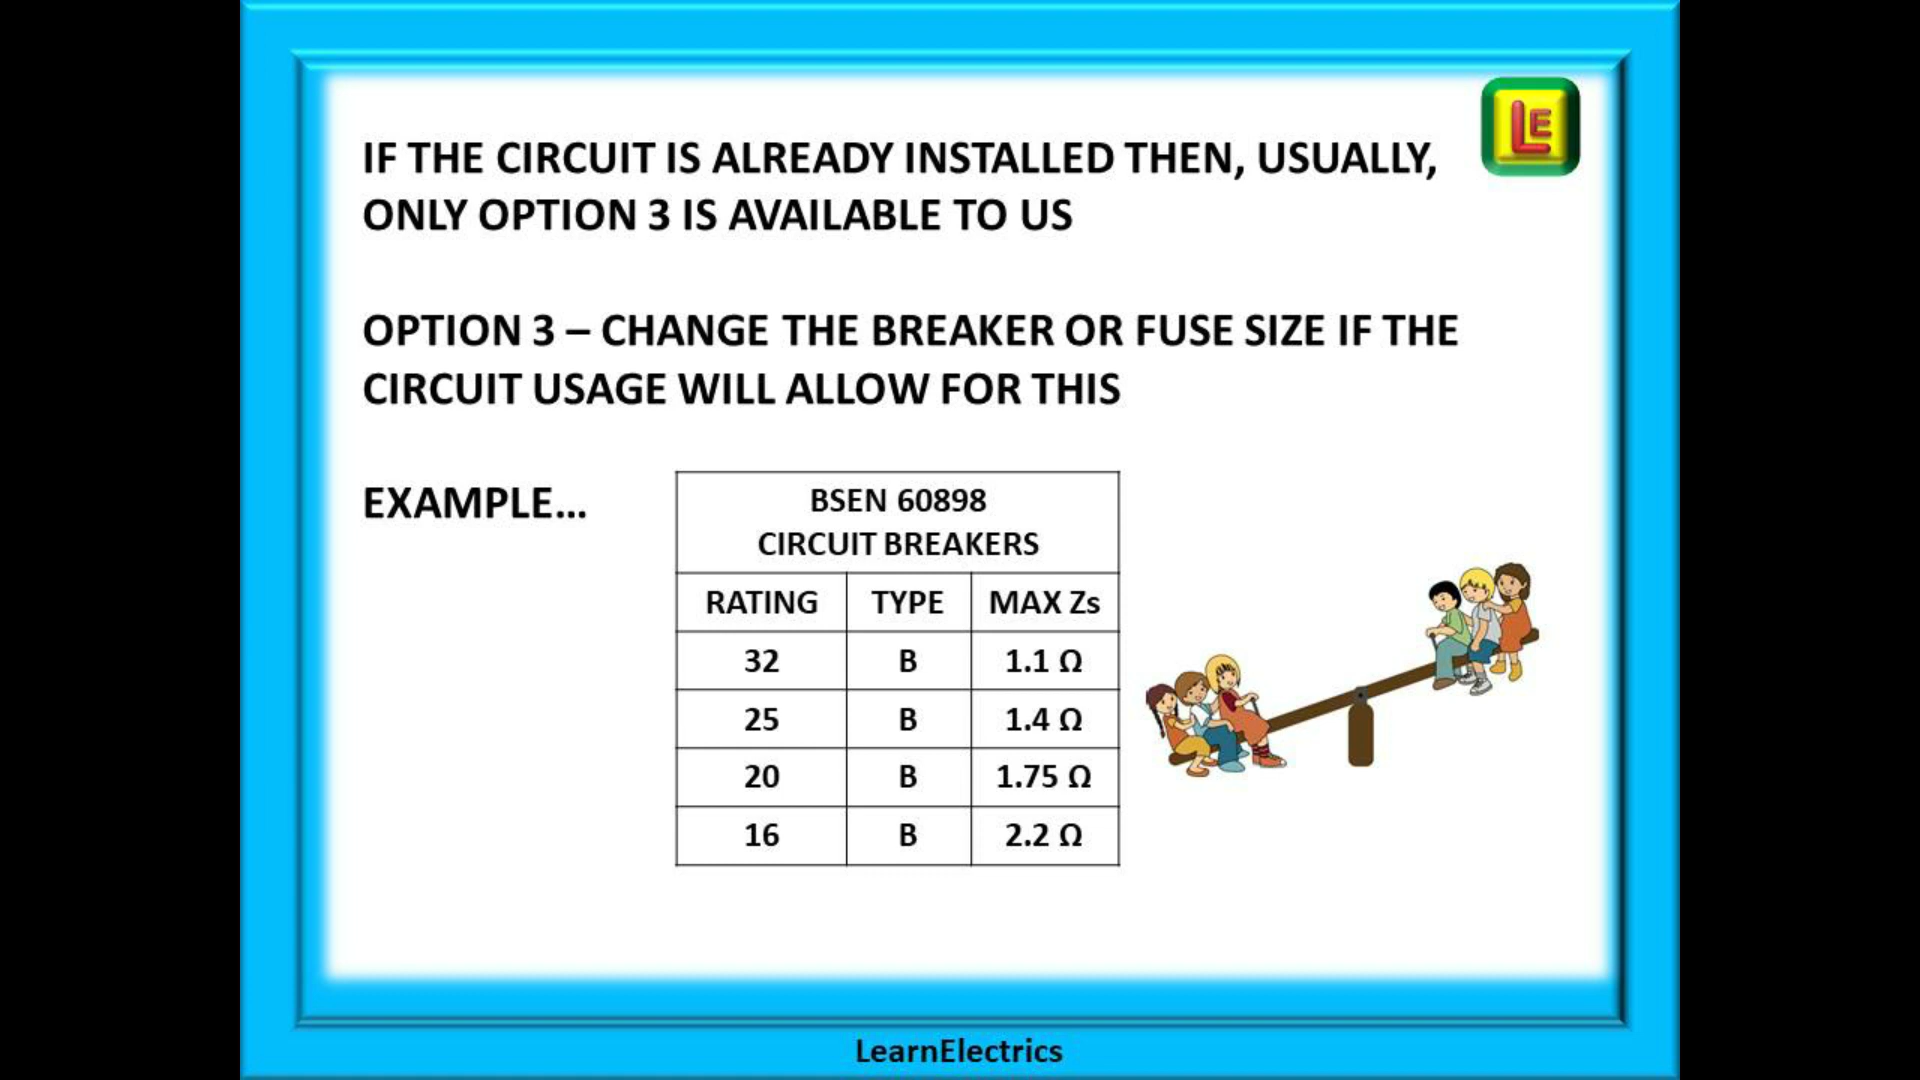 LE
IF THE CIRCUIT IS ALREADY INSTALLED THEN, USUALLY,
ONLY OPTION 3 IS AVAILABLE TO US
OPTION 3 – CHANGE THE BREAKER OR FUSE SIZE IF THE
CIRCUIT USAGE WILL ALLOW FOR THIS
EXAMPLE...
BSEN 60898
CIRCUIT BREAKERS
RATING TYPE MAX Zs
32 B 1.1 Ω
25 B 1.4 Ω
20 B 1.75 Ω
16 B 2.2 Ω
LearnElectrics